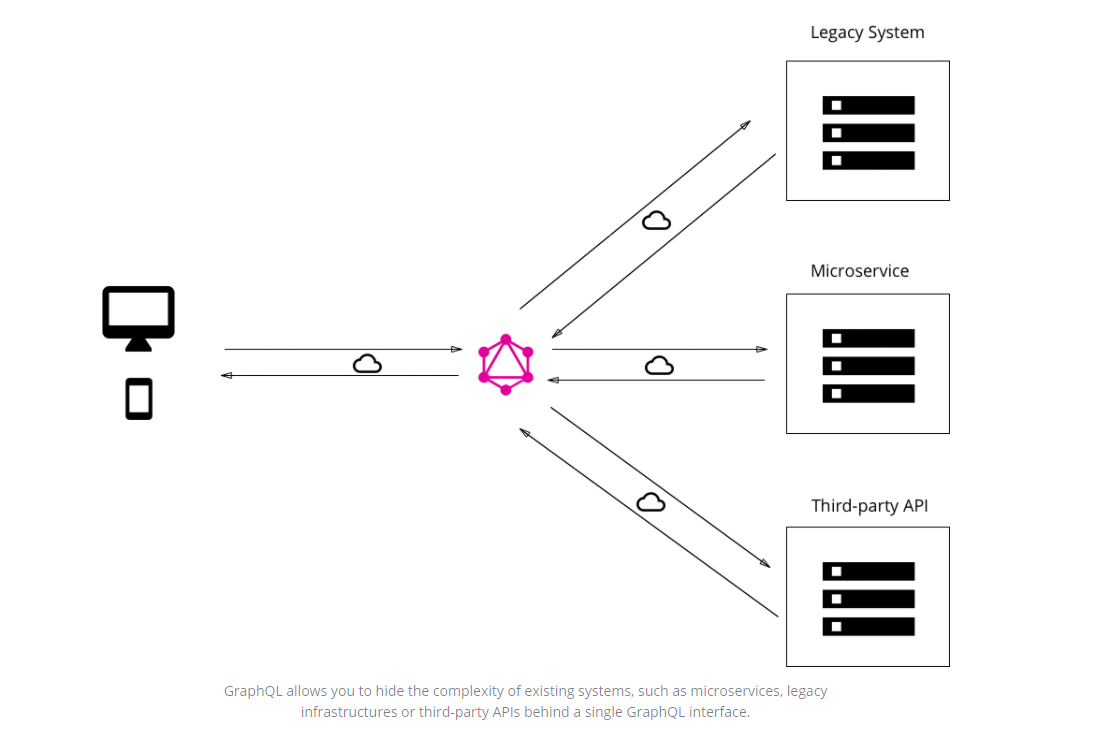 Legacy System
Microservice
Third-party API
GraphQL allows you to hide the complexity of existing systems, such as microservices, legacy
infrastructures or third-party APIs behind a single GraphQL interface.